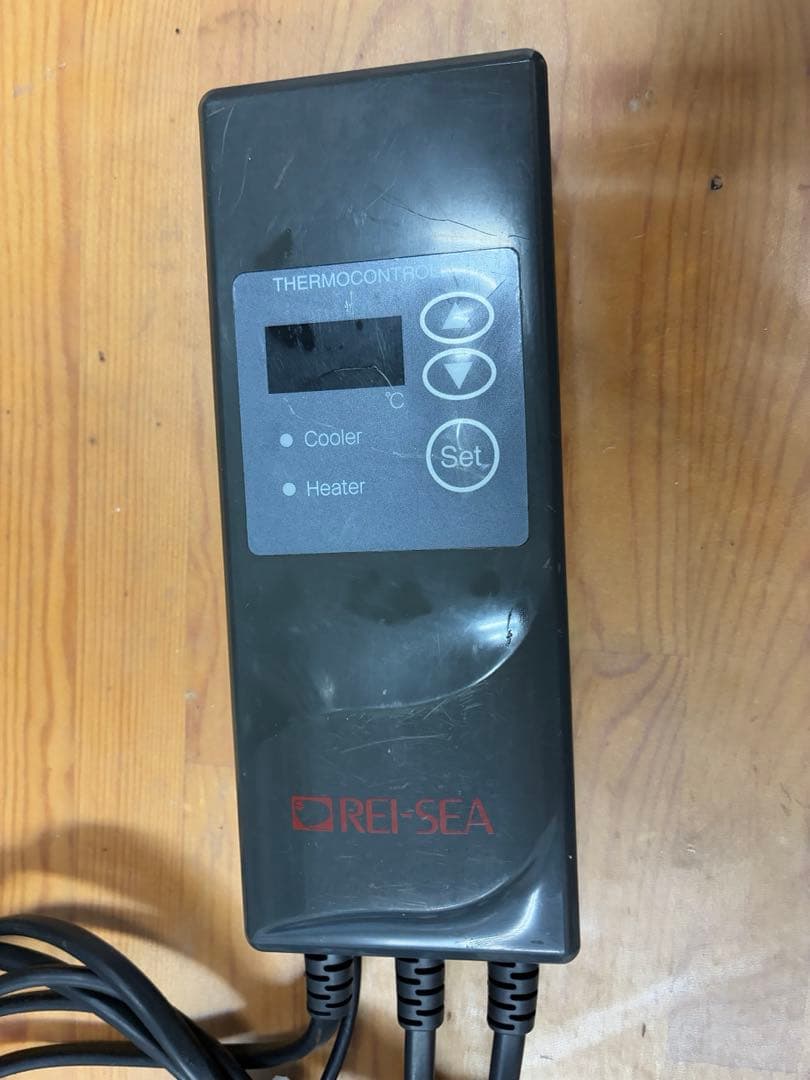 THERMOCONTROL
℃
Cooler
Set
Heater
REI-SEA